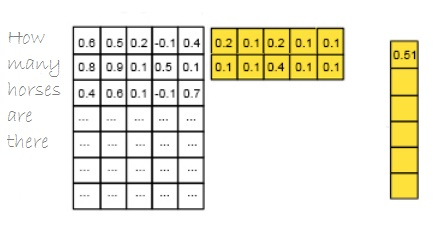 How
many
horses
are
there
0.6 0.5 0.2 -0.1 0.4
0.8 0.9 0.1 0.5 0.1
0.4 0.6 0.1 -0.1 0.7
... ... ... ... ...
... ... ... ... ...
... ... ... ... ...
... ... ... ... ...
0.2 0.1 0.2 0.1 0.1
0.1 0.1 0.4 0.1 0.1
0.51